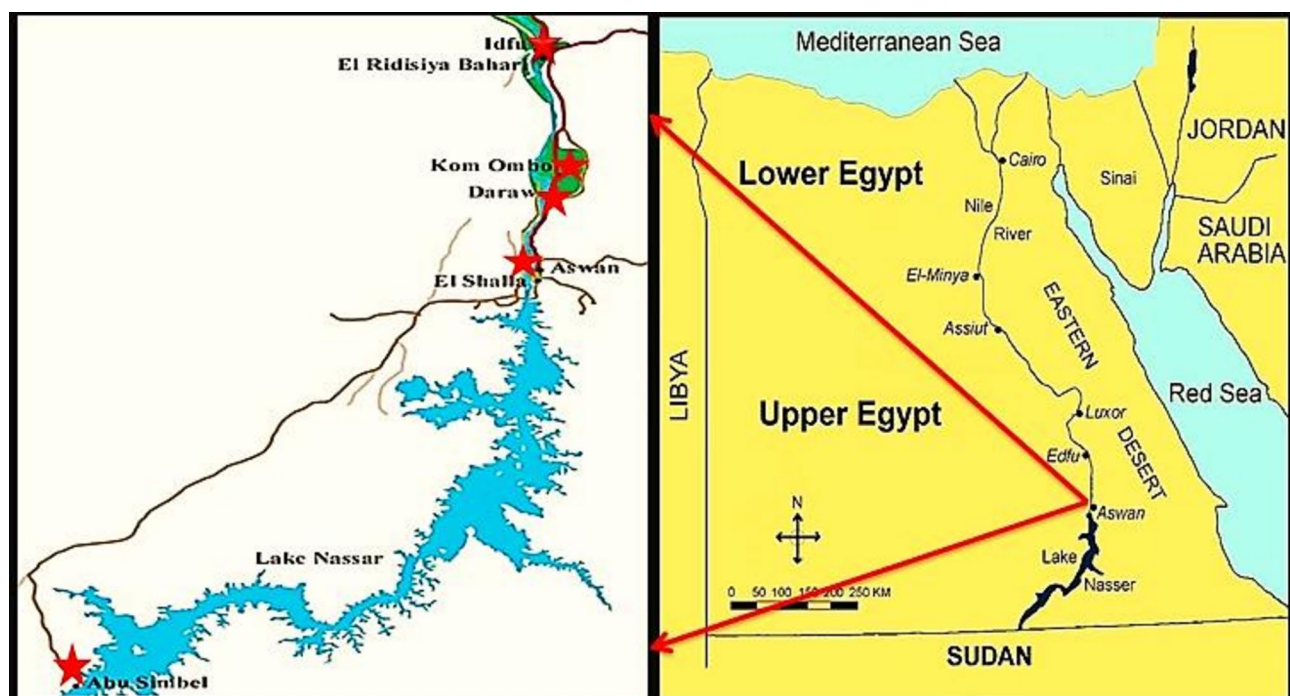 Idfu
El Ridisiya Bahari
Kom Ombo
Daraw
Aswan
El Shalla
Lake Nassar
Abu Simbel
Mediterranean Sea
JORDAN
Lower Egypt
Cairo
Sinai
Nile
River
SAUDI
ARABIA
El-Minya
EASTERN
Assiut
LIBYA
Red Sea
Upper Egypt
Luxor
DESERT
Edfu
N
Aswan
Lake
Nasser
0 50 100 150 200 250 KM
SUDAN